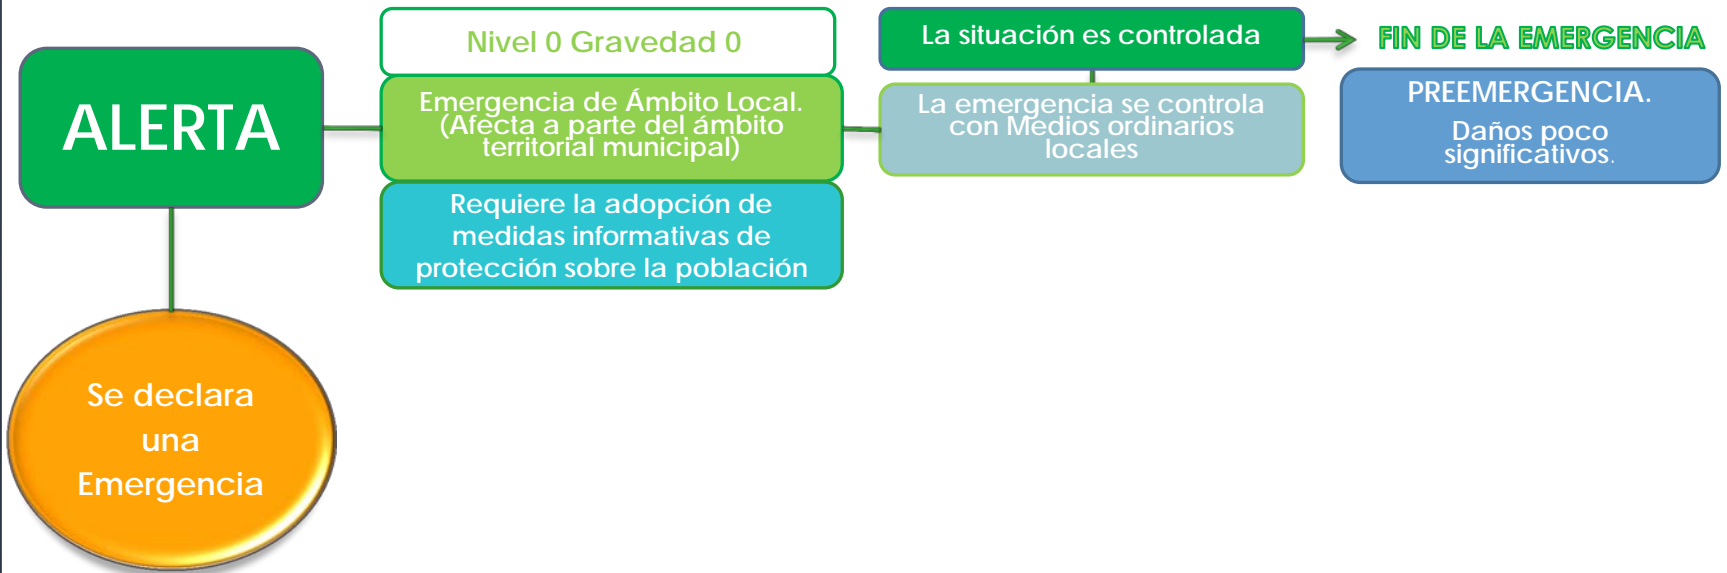 ALERTA
Nivel 0 Gravedad 0
Emergencia de Ámbito Local.
(Afecta a parte del ámbito
territorial municipal)
Requiere la adopción de
medidas informativas de
protección sobre la población
La situación es controlada
La emergencia se controla
con Medios ordinarios
locales
FIN DE LA EMERGENCIA
PREEMERGENCIA.
Daños poco
significativos.
Se declara
una
Emergencia